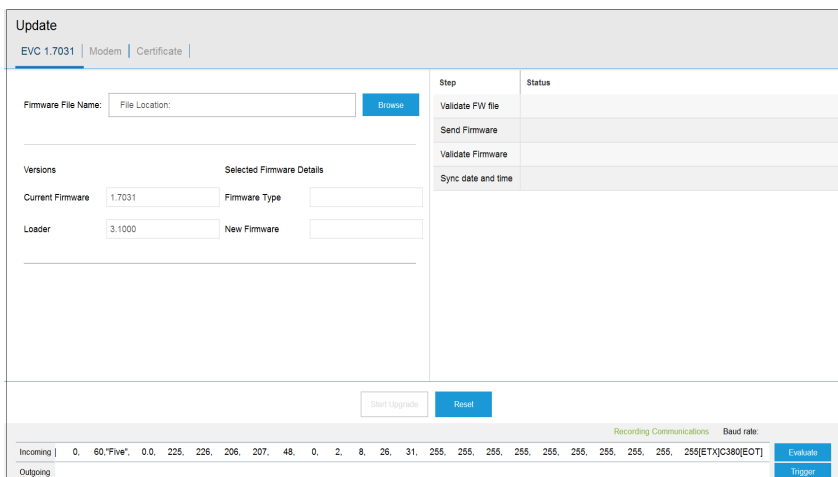 Update
EVC 1.7031 | Modem | Certificate |
Step Status
Firmware File Name: File Location: Browse
Validate FW file
Send Firmware
Validate Firmware
Versions Selected Firmware Details
Sync date and time
Current Firmware 1.7031 Firmware Type
Loader 3.1000 New Firmware
Start Upgrade Reset
Recording Communications Baud rate:
Incoming | 0, 60,"Five", 0.0, 225, 226, 206, 207, 48, 0, 2, 8, 26, 31, 255, 255, 255, 255, 255, 255, 255, 255, 255, 255[ETX]C380[EOT] Evaluate
Outgoing Trigger